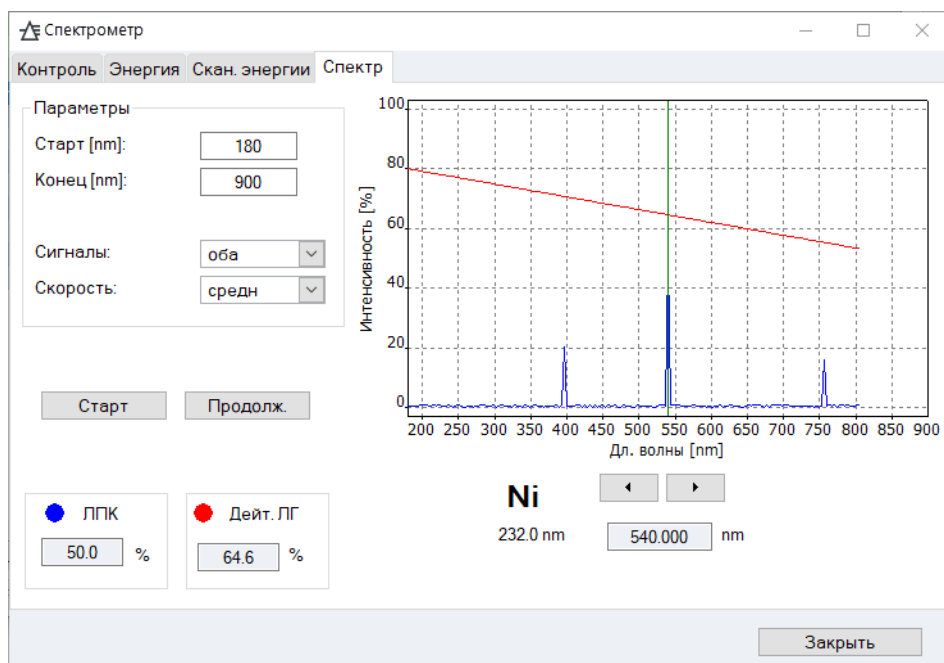 Спектрометр
Контроль Энергия Скан. энергии Спектр
Параметры
Старт [nm]: 180
Конец [nm]: 900
Сигналы: оба
Скорость: средн
Старт Продолж.
ЛПК
50.0 %
Дейт. ЛГ
64.6 %
Интенсивность [%]
100
80
60
40
20
0
200 250 300 350 400 450 500 550 600 650 700 750 800 850 900
Дл. волны [nm]
Ni
232.0 nm 540.000 nm
Закрыть